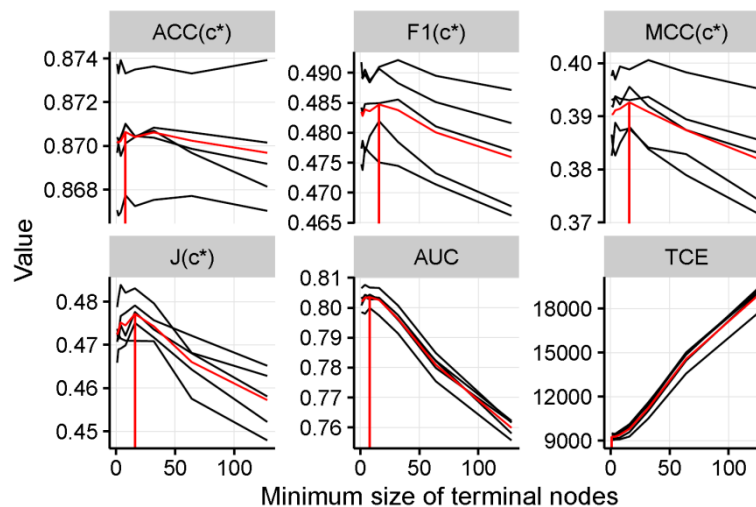 ACC(c*) F1(c*) MCC(c*)
0.874 0.490 0.40
0.872 0.485 0.39
0.870 0.480 0.38
0.868 0.475 0.37
0.470
0.465
Value
J(c*) AUC TCE
0.48 0.81 18000
0.47 0.80 15000
0.46 0.79 12000
0.45 0.78 9000
0.77
0.76
0 50 100 0 50 100 0 50 100
Minimum size of terminal nodes